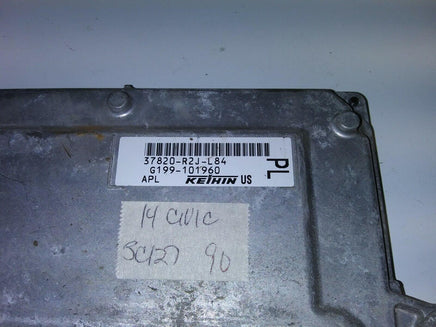 37820-R2J-L84
G199-101960
APL KEIHIN US
PL
14 CIVIC
SC127 90